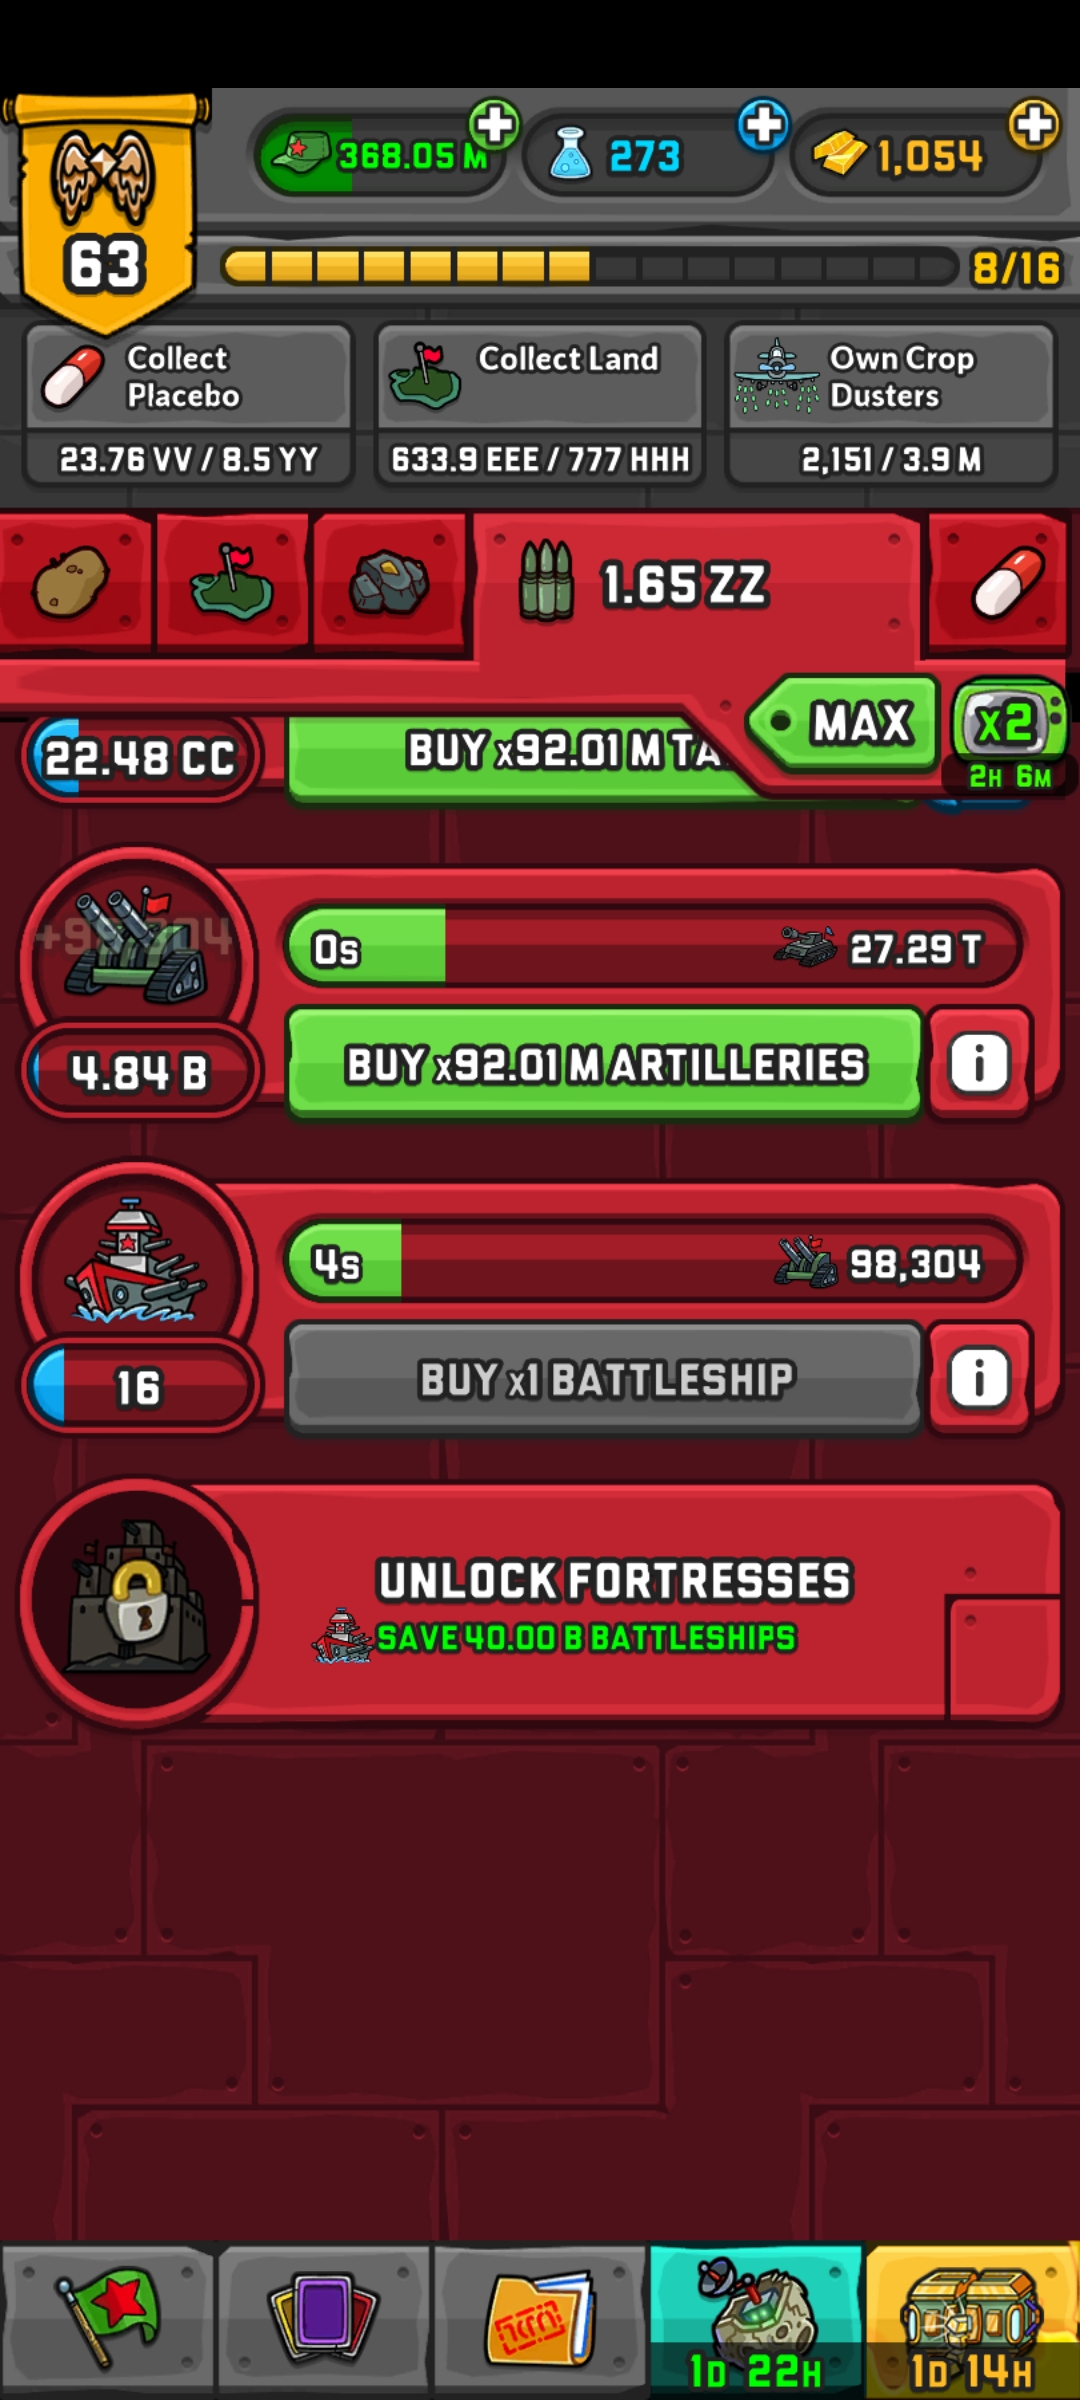 368.05 M
273
1,054
63
8/16
Collect
Placebo
23.76 VV / 8.5 YY
Collect Land
633.9 EEE / 777 HHH
Own Crop
Dusters
2,151 / 3.9 M
1.65 ZZ
MAX
x2
2H 6M
22.48 CC
BUY x92.01 M TA
0s
27.29 T
4.84 B
BUY x92.01 M ARTILLERIES
i
4s
98,304
16
BUY x1 BATTLESHIP
i
UNLOCK FORTRESSES
SAVE 40.00 B BATTLESHIPS
1D 22H
1D 14H